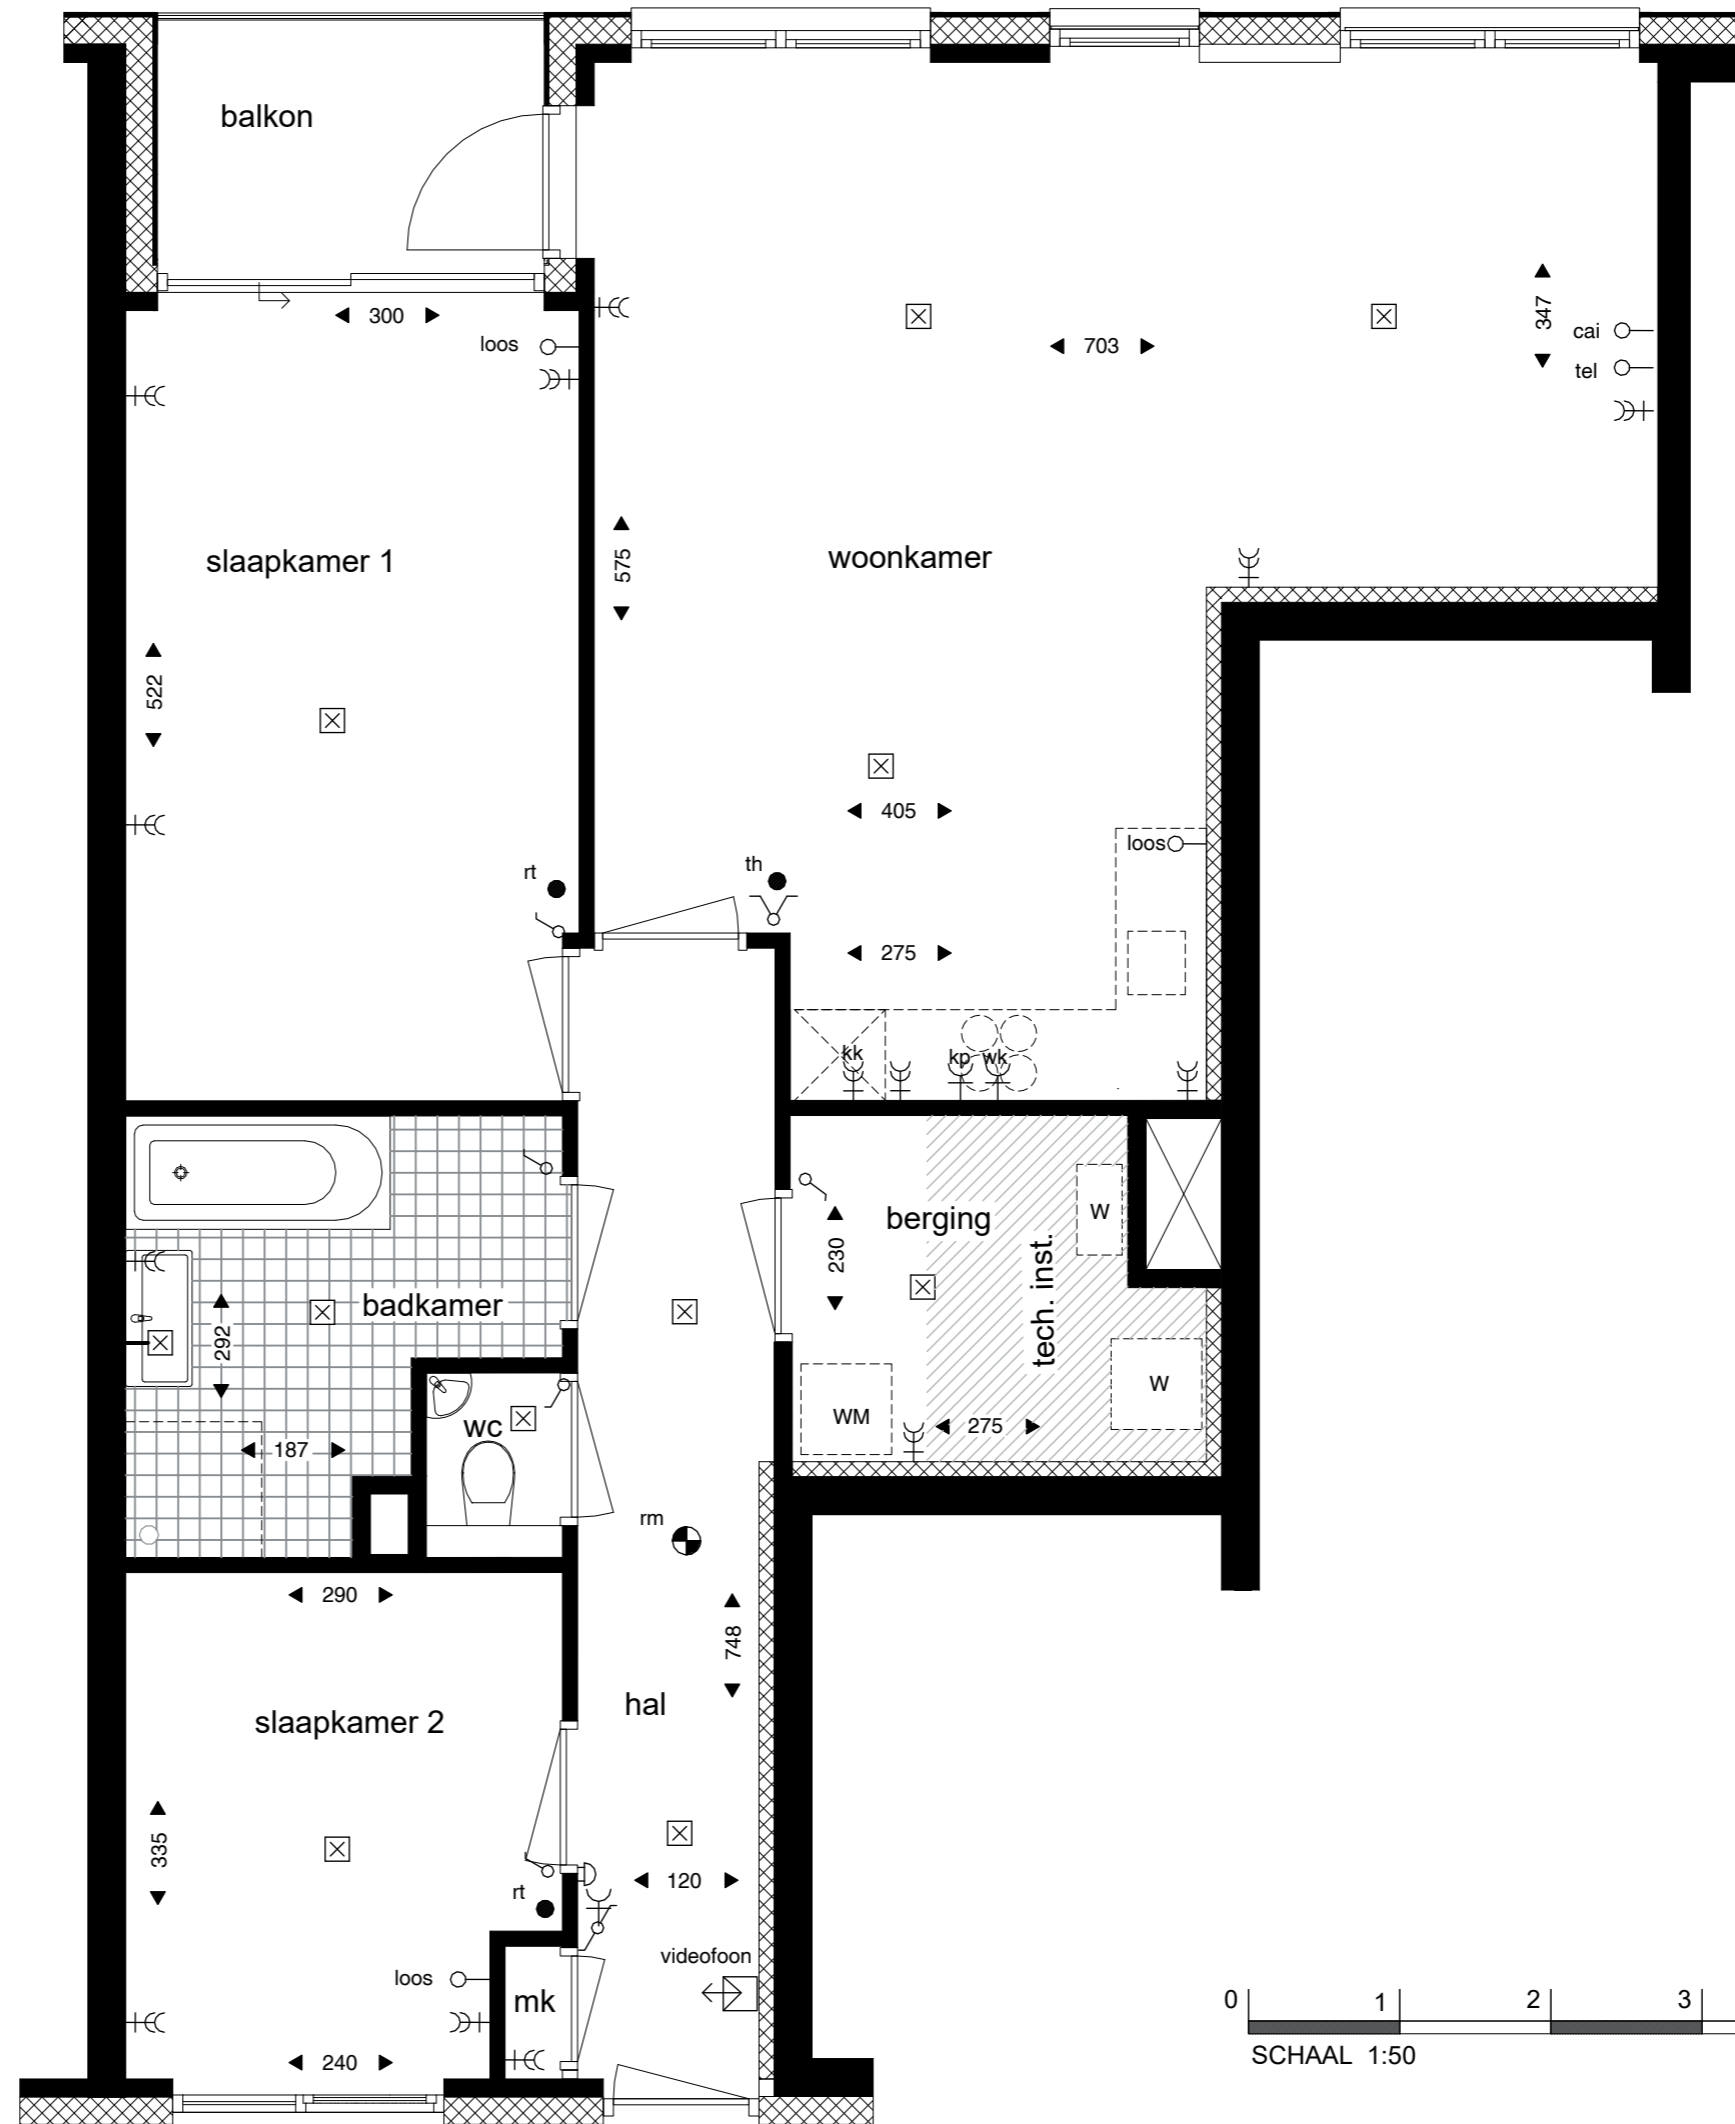 balkon
300
loos
703
347
cai
tel
slaapkamer 1
575
woonkamer
522
405
loos
rt
th
275
kk
kp
wk
berging
W
230
tech. inst.
badkamer
292
W
WM
wc
275
187
rm
290
748
hal
slaapkamer 2
335
120
rt
videofoon
loos
mk
0 1 2 3
240
SCHAAL 1:50